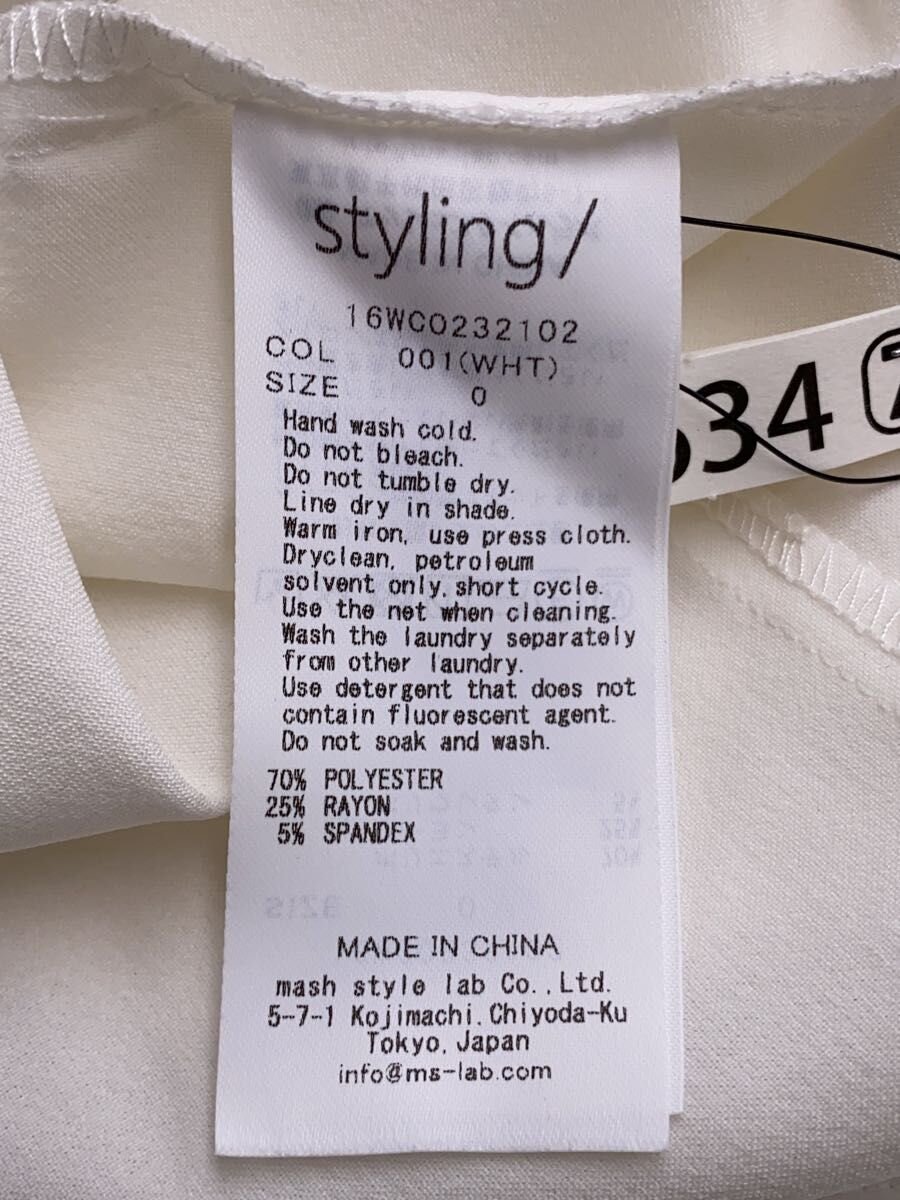 styling/
16WCO232102
COL 001(WHT)
SIZE 0
Hand wash cold.
Do not bleach.
Do not tumble dry.
Line dry in shade.
Warm iron, use press cloth.
Dryclean, petroleum
solvent only, short cycle.
Use the net when cleaning.
Wash the laundry separately
from other laundry.
Use detergent that does not
contain fluorescent agent.
Do not soak and wash.
70% POLYESTER
25% RAYON
5% SPANDEX
MADE IN CHINA
mash style lab Co.,Ltd.
5-7-1 Kojimachi, Chiyoda-Ku
Tokyo, Japan
info@ms-lab.com
34